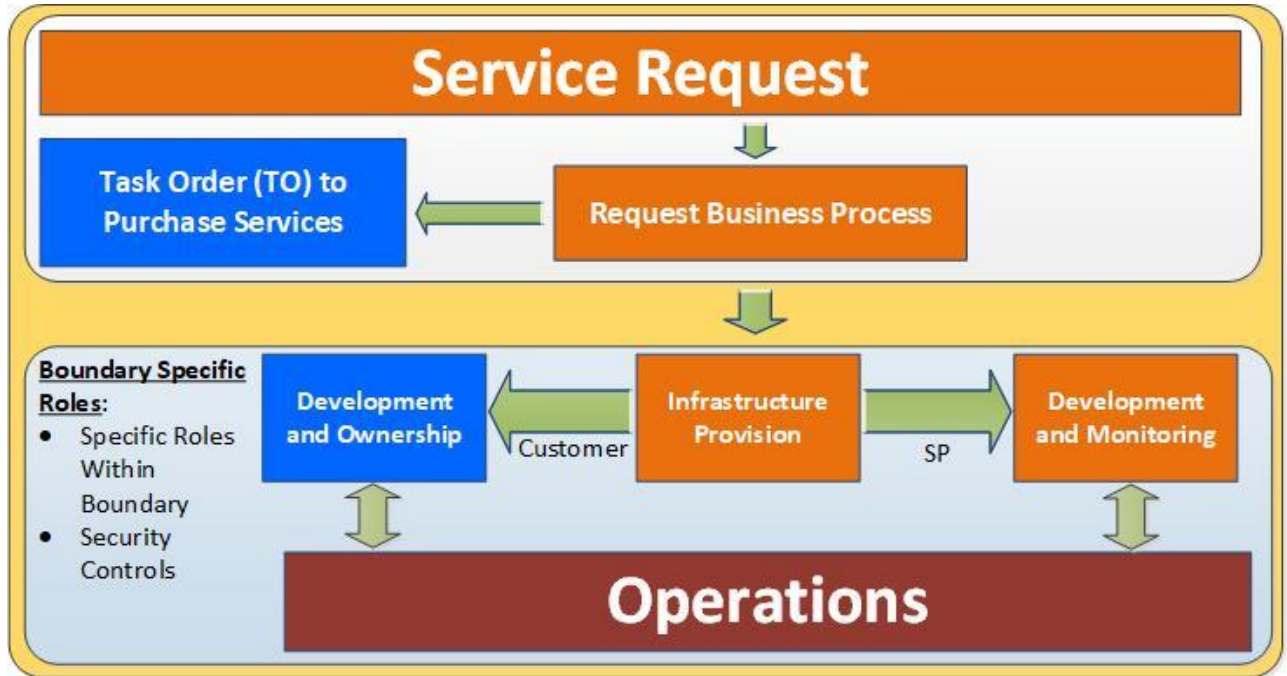 Service Request
Task Order (TO) to
Purchase Services
Request Business Process
Boundary Specific
Roles:
• Specific Roles
Within
Boundary
• Security
Controls
Development
and Ownership
Customer
Infrastructure
Provision
SP
Development
and Monitoring
Operations